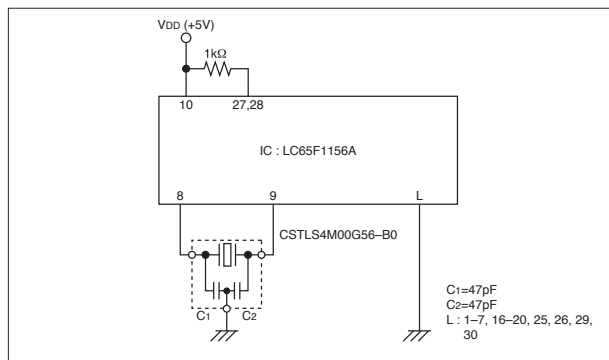 VDD (+5V)
1kΩ
10
27,28
IC : LC65F1156A
8
9
L
CSTLS4M00G56–B0
C1
C2
C1=47pF
C2=47pF
L : 1–7, 16–20, 25, 26, 29,
30